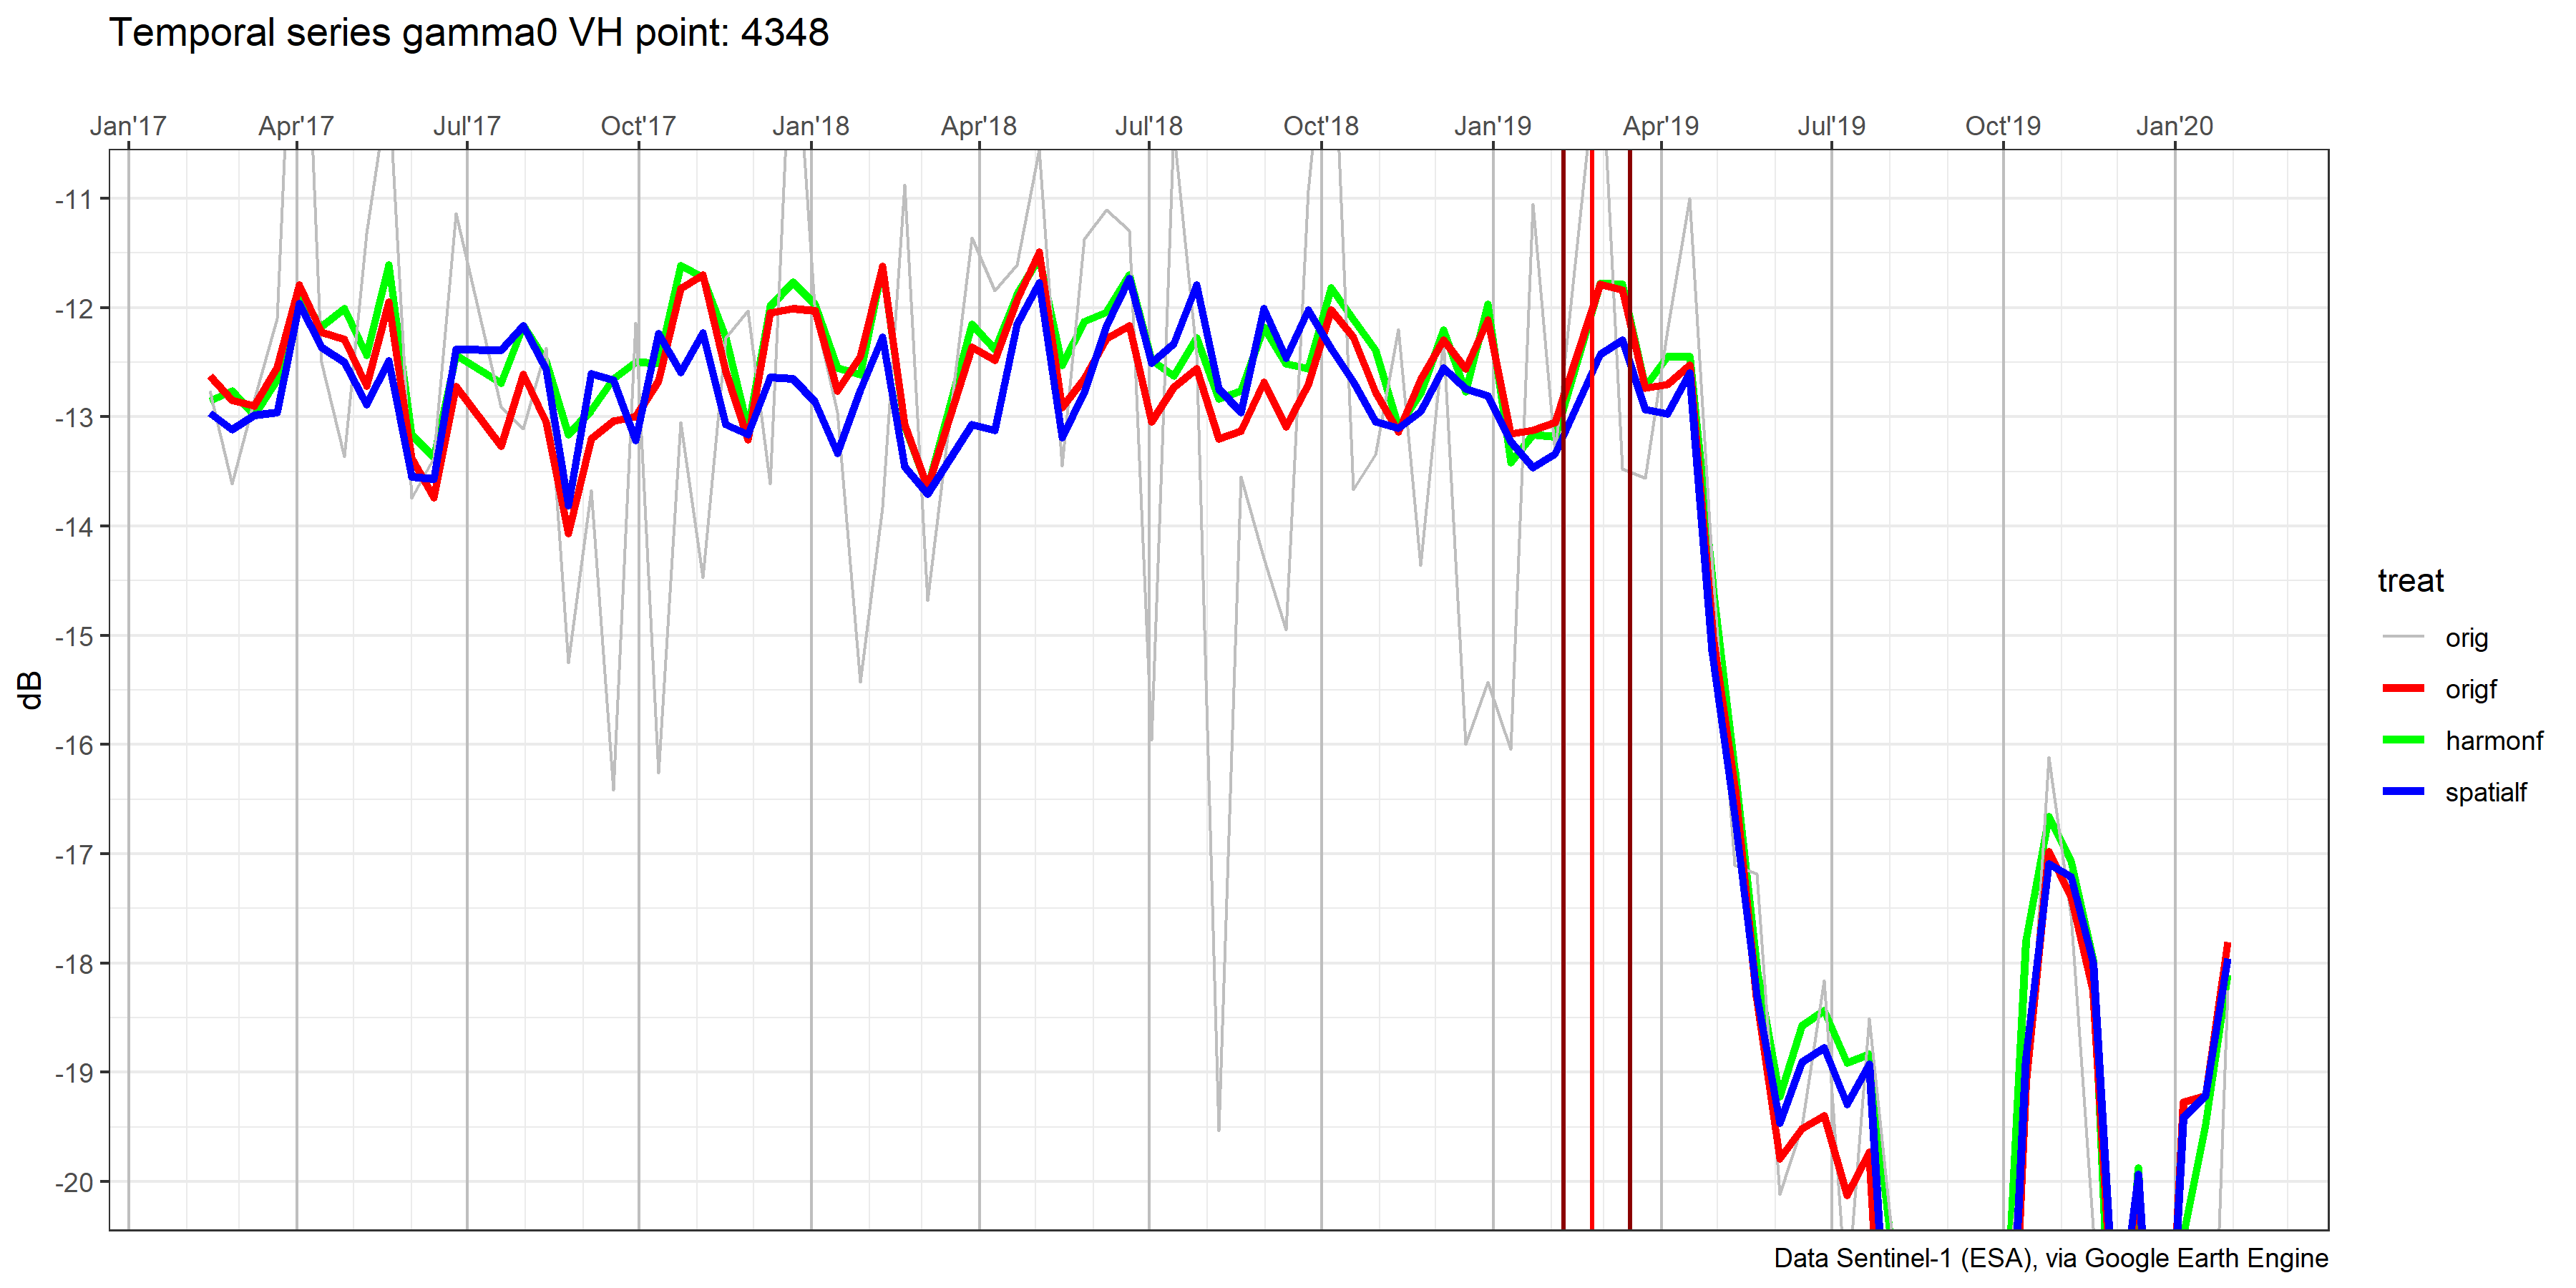 Temporal series gamma0 VH point: 4348
Jan'17 Apr'17 Jul'17 Oct'17 Jan'18 Apr'18 Jul'18 Oct'18 Jan'19 Apr'19 Jul'19 Oct'19 Jan'20
-11
-12
-13
-14
-15
-16
-17
-18
-19
-20
dB
treat
orig
origf
harmonf
spatialf
Data Sentinel-1 (ESA), via Google Earth Engine